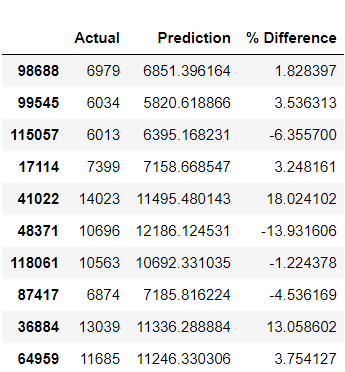 Actual Prediction % Difference
98688 6979 6851.396164 1.828397
99545 6034 5820.618866 3.536313
115057 6013 6395.168231 -6.355700
17114 7399 7158.668547 3.248161
41022 14023 11495.480143 18.024102
48371 10696 12186.124531 -13.931606
118061 10563 10692.331035 -1.224378
87417 6874 7185.816224 -4.536169
36884 13039 11336.288884 13.058602
64959 11685 11246.330306 3.754127